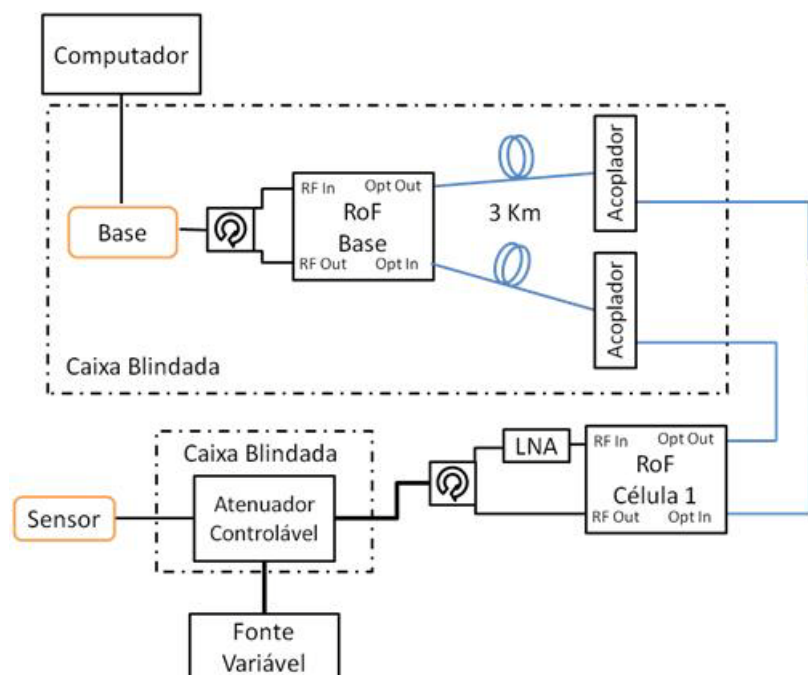 Computador
Base
RF In
Opt Out
RoF
Base
RF Out
Opt In
3 Km
Acoplador
Acoplador
Caixa Blindada
Caixa Blindada
Sensor
Atenuador
Controlável
Fonte
Variável
LNA
RF In
Opt Out
RoF
Célula 1
RF Out
Opt In